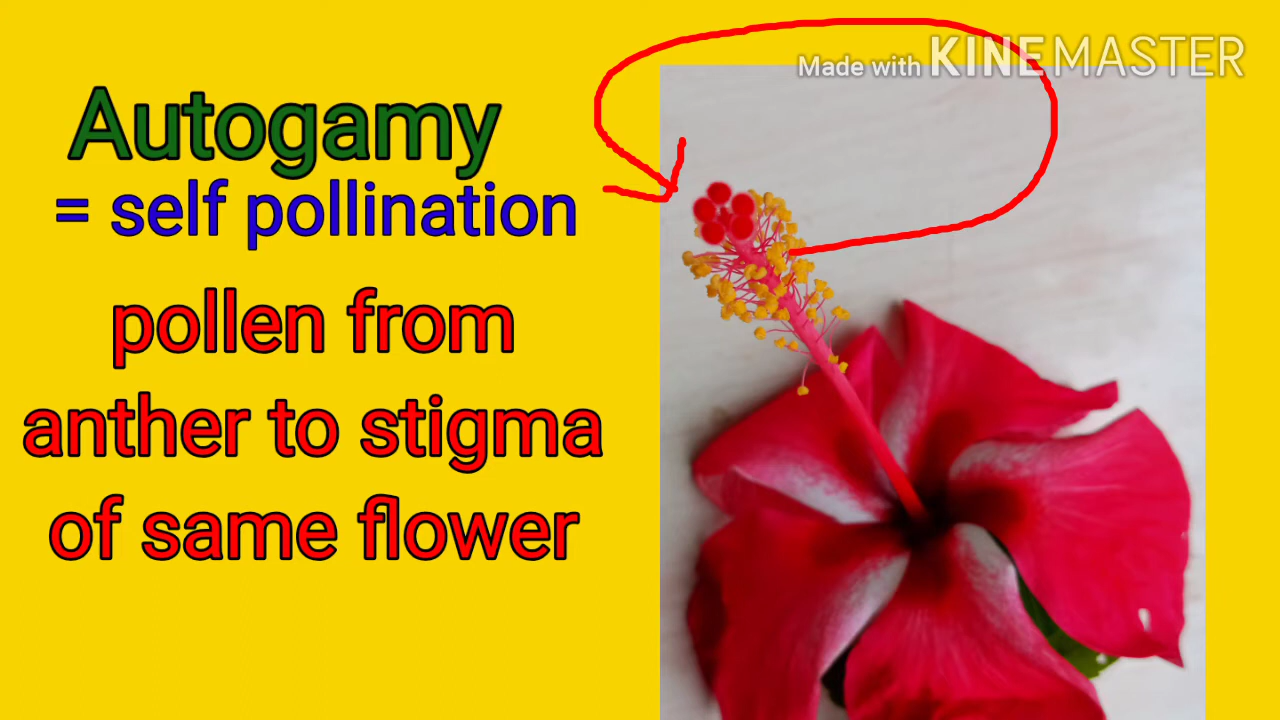 Made with KINEMASTER
Autogamy
= self pollination
pollen from
anther to stigma
of same flower